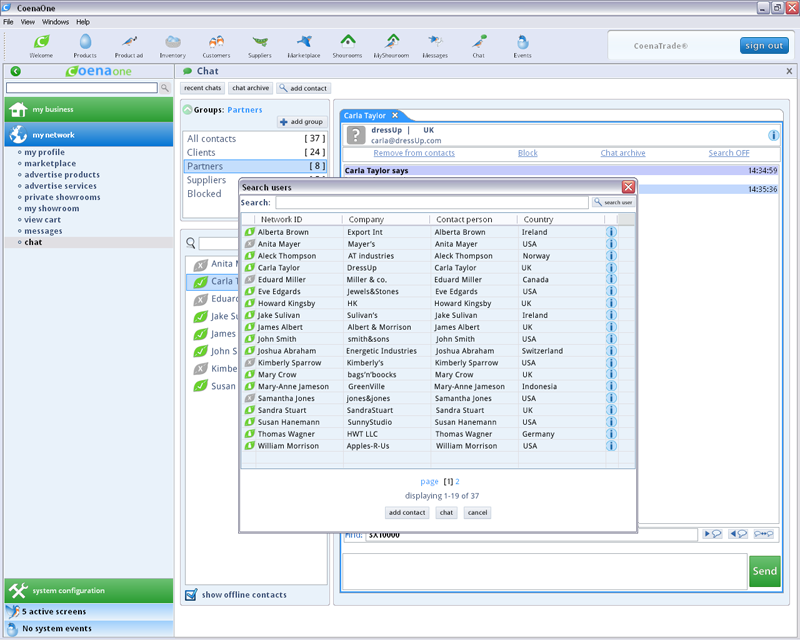 CoenaOne
File View Windows Help
Welcome Products Product ad Inventory Customers Suppliers Marketplace Showrooms MyShowroom Messages Chat Events
CoenaTrade®
sign out
Coenaone
Chat
X
my business
my network
my profile
marketplace
advertise products
advertise services
private showrooms
my showroom
view cart
messages
chat
system configuration
5 active screens
No system events
recent chats
chat archive
add contact
Groups: Partners
add group
All contacts [ 37 ]
Clients [ 24 ]
Partners [ 8 ]
Suppliers
Blocked
Anita M
Carla T
Eduard
Jake Su
James
John S
Kimbe
Susan
show offline contacts
Carla Taylor X
?
dressUp | UK
carla@dressUp.com
Remove from contacts Block Chat archive Search OFF
Carla Taylor says 14:34:59
14:35:36
Search users
Search:
search user
Network ID Company Contact person Country
Alberta Brown Export Int Alberta Brown Ireland
Anita Mayer Mayer's Anita Mayer USA
Aleck Thompson AT industries Aleck Thompson Norway
Carla Taylor DressUp Carla Taylor UK
Eduard Miller Miller & co. Eduard Miller Canada
Eve Edgards Jewels&Stones Eve Edgards USA
Howard Kingsby HK Howard Kingsby UK
Jake Sulivan Sulivan's Jake Sulivan Ireland
James Albert Albert & Morrison James Albert UK
John Smith smith&sons John Smith USA
Joshua Abraham Energetic Industries Joshua Abraham Switzerland
Kimberly Sparrow Kimberly's Kimberly Sparrow USA
Mary Crow bags'n'boocks Mary Crow UK
Mary-Anne Jameson GreenVille Mary-Anne Jameson Indonesia
Samantha Jones jones&jones Samantha Jones USA
Sandra Stuart SandraStuart Sandra Stuart UK
Susan Hanemann SunnyStudio Susan Hanemann USA
Thomas Wagner HWT LLC Thomas Wagner Germany
William Morrison Apples-R-Us William Morrison USA
page [1] 2
displaying 1-19 of 37
add contact
chat
cancel
Find: 3X10000
Send